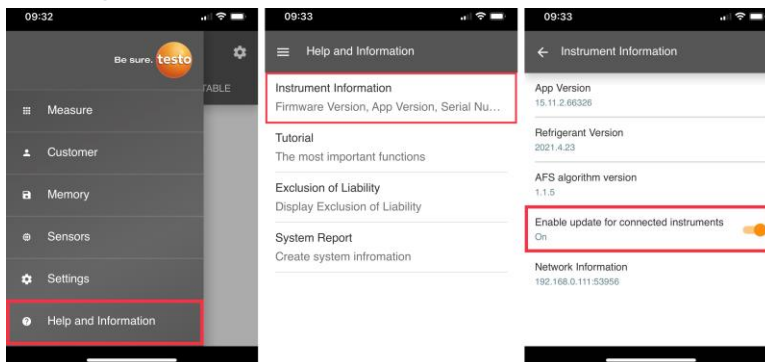 09:32
Be sure. testo
TABLE
Measure
Customer
Memory
Sensors
Settings
Help and Information
09:33
Help and Information
Instrument Information
Firmware Version, App Version, Serial Nu...
Tutorial
The most important functions
Exclusion of Liability
Display Exclusion of Liability
System Report
Create system infromation
09:33
Instrument Information
App Version
15.11.2.66326
Refrigerant Version
2021.4.23
AFS algorithm version
1.1.5
Enable update for connected instruments
On
Network Information
192.168.0.111:53956